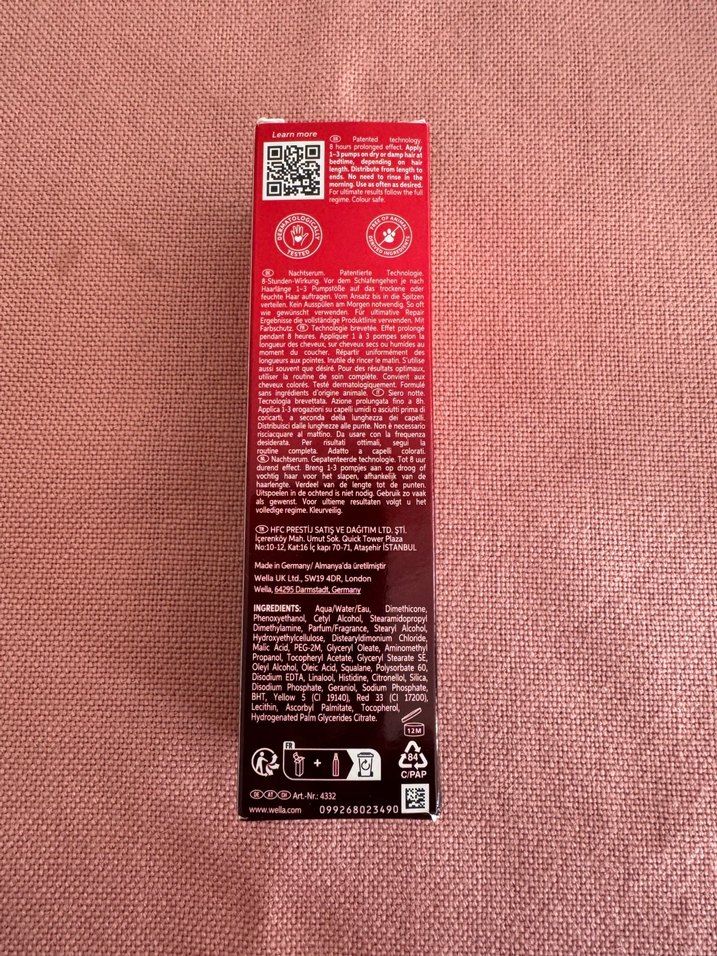 Learn more
GB Patented technology.
8 hours prolonged effect. Apply
1–3 pumps on dry or damp hair at
bedtime, depending on hair
length. Distribute from length to
ends. No need to rinse in the
morning. Use as often as desired.
For ultimate results follow the full
regime. Colour safe.
DERMATOLOGICALLY
TESTED
FREE OF ANIMAL
DERIVED INGREDIENTS
DE Nachtserum. Patentierte Technologie.
8-Stunden-Wirkung. Vor dem Schlafengehen je nach
Haarlänge 1–3 Pumpstöße auf das trockene oder
feuchte Haar auftragen. Vom Ansatz bis in die Spitzen
verteilen. Kein Ausspülen am Morgen notwendig. So oft
wie gewünscht verwenden. Für ultimative Repair
Ergebnisse die vollständige Produktlinie verwenden. Mit
Farbschutz. FR Technologie brevetée. Effet prolongé
pendant 8 heures. Appliquer 1 à 3 pompes selon la
longueur des cheveux, sur cheveux secs ou humides au
moment du coucher. Répartir uniformément des
longueurs aux pointes. Inutile de rincer le matin. S'utilise
aussi souvent que désiré. Pour des résultats optimaux,
utiliser la routine de soin complète. Convient aux
cheveux colorés. Testé dermatologiquement. Formulé
sans ingrédients d'origine animale. IT Siero notte.
Tecnologia brevettata. Azione prolungata fino a 8h.
Applica 1-3 erogazioni su capelli umidi o asciutti prima di
coricarti, a seconda della lunghezza dei capelli.
Distribuisci dalle lunghezze alle punte. Non è necessario
risciacquare al mattino. Da usare con la frequenza
desiderata. Per risultati ottimali, segui la
routine completa. Adatto a capelli colorati.
NL Nachtserum. Gepatenteerde technologie. Tot 8 uur
durend effect. Breng 1-3 pompjes aan op droog of
vochtig haar voor het slapen, afhankelijk van de
haarlengte. Verdeel van de lengte tot de punten.
Uitspoelen in de ochtend is niet nodig. Gebruik zo vaak
als gewenst. Voor ultieme resultaten volgt u het
volledige regime. Kleurveilig.
TR HFC PRESTİJ SATIŞ VE DAĞITIM LTD. ŞTİ.
İçerenköy Mah. Umut Sok. Quick Tower Plaza
No:10-12, Kat:16 İç kapı 70-71, Ataşehir İSTANBUL
Made in Germany/ Almanya'da üretilmiştir
Wella UK Ltd., SW19 4DR, London
Wella, 64295 Darmstadt, Germany
INGREDIENTS: Aqua/Water/Eau, Dimethicone,
Phenoxyethanol, Cetyl Alcohol, Stearamidopropyl
Dimethylamine, Parfum/Fragrance, Stearyl Alcohol,
Hydroxyethylcellulose, Distearyldimonium Chloride,
Malic Acid, PEG-2M, Glyceryl Oleate, Aminomethyl
Propanol, Tocopheryl Acetate, Glyceryl Stearate SE,
Oleyl Alcohol, Oleic Acid, Squalane, Polysorbate 60,
Disodium EDTA, Linalool, Histidine, Citronellol, Silica,
Disodium Phosphate, Geraniol, Sodium Phosphate,
BHT, Yellow 5 (CI 19140), Red 33 (CI 17200),
Lecithin, Ascorbyl Palmitate, Tocopherol,
Hydrogenated Palm Glycerides Citrate.
12M
FR
+
84
C/PAP
DE AT CH Art.-Nr.: 4332
www.wella.com 099268023490